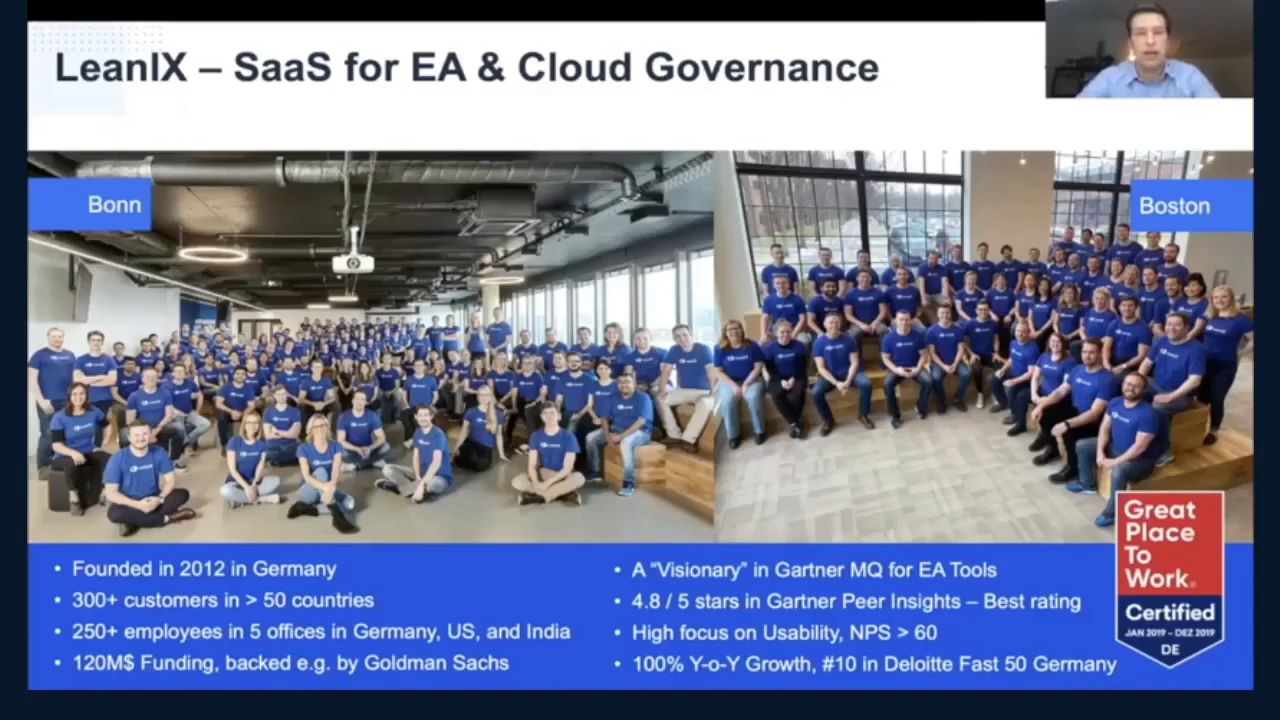 LeanIX – SaaS for EA & Cloud Governance
Bonn
Boston
• Founded in 2012 in Germany
• 300+ customers in > 50 countries
• 250+ employees in 5 offices in Germany, US, and India
• 120M$ Funding, backed e.g. by Goldman Sachs
• A “Visionary” in Gartner MQ for EA Tools
• 4.8 / 5 stars in Gartner Peer Insights – Best rating
• High focus on Usability, NPS > 60
• 100% Y-o-Y Growth, #10 in Deloitte Fast 50 Germany
Great
Place
To
Work®
Certified
JAN 2019 – DEZ 2019
DE